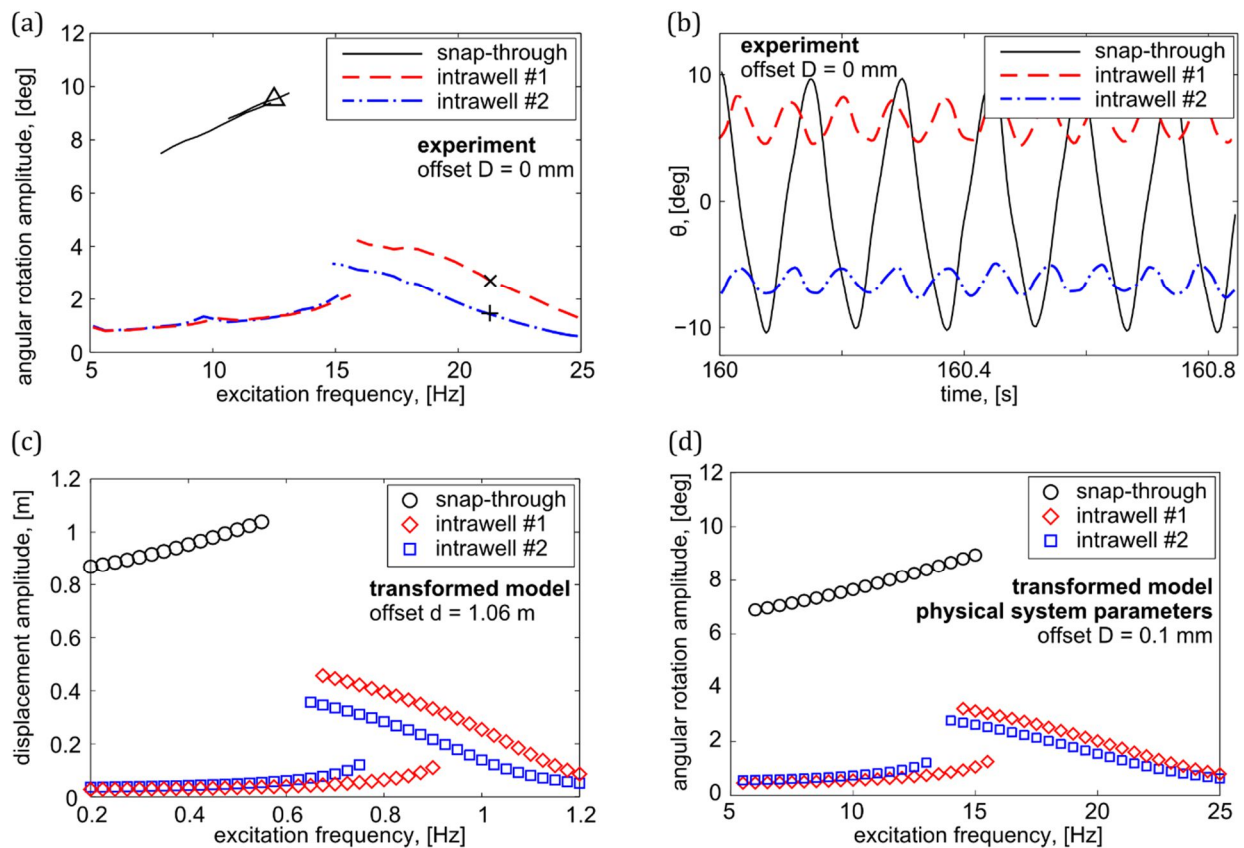 (a)
12
10
8
6
4
2
0
angular rotation amplitude, [deg]
snap-through
intrawell #1
intrawell #2
experiment
offset D = 0 mm
5
10
15
20
25
excitation frequency, [Hz]
(b)
10
0
−10
θ, [deg]
experiment
offset D = 0 mm
snap-through
intrawell #1
intrawell #2
160
160.4
160.8
time, [s]
(c)
1.2
1
0.8
0.6
0.4
0.2
0
displacement amplitude, [m]
snap-through
intrawell #1
intrawell #2
transformed model
offset d = 1.06 m
0.2
0.4
0.6
0.8
1
1.2
excitation frequency, [Hz]
(d)
12
10
8
6
4
2
0
angular rotation amplitude, [deg]
snap-through
intrawell #1
intrawell #2
transformed model
physical system parameters
offset D = 0.1 mm
5
10
15
20
25
excitation frequency, [Hz]